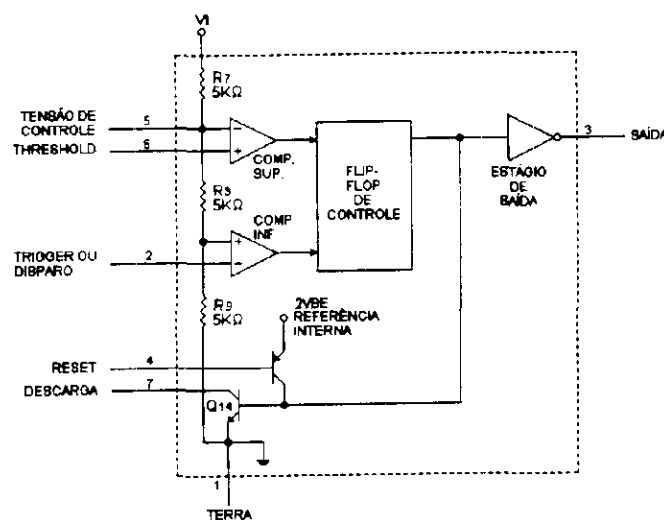 VI
R7
5KΩ
TENSÃO DE
CONTROLE
5
THRESHOLD
6
COMP.
SUP.
R8
5KΩ
COMP
INF
TRIGGER OU
DISPARO
2
R9
5KΩ
FLIP-
FLOP
DE
CONTROLE
ESTÁGIO
DE
SAÍDA
3
SAÍDA
2VBE
REFERÊNCIA
INTERNA
RESET
4
DESCARGA
7
Q14
1
TERRA